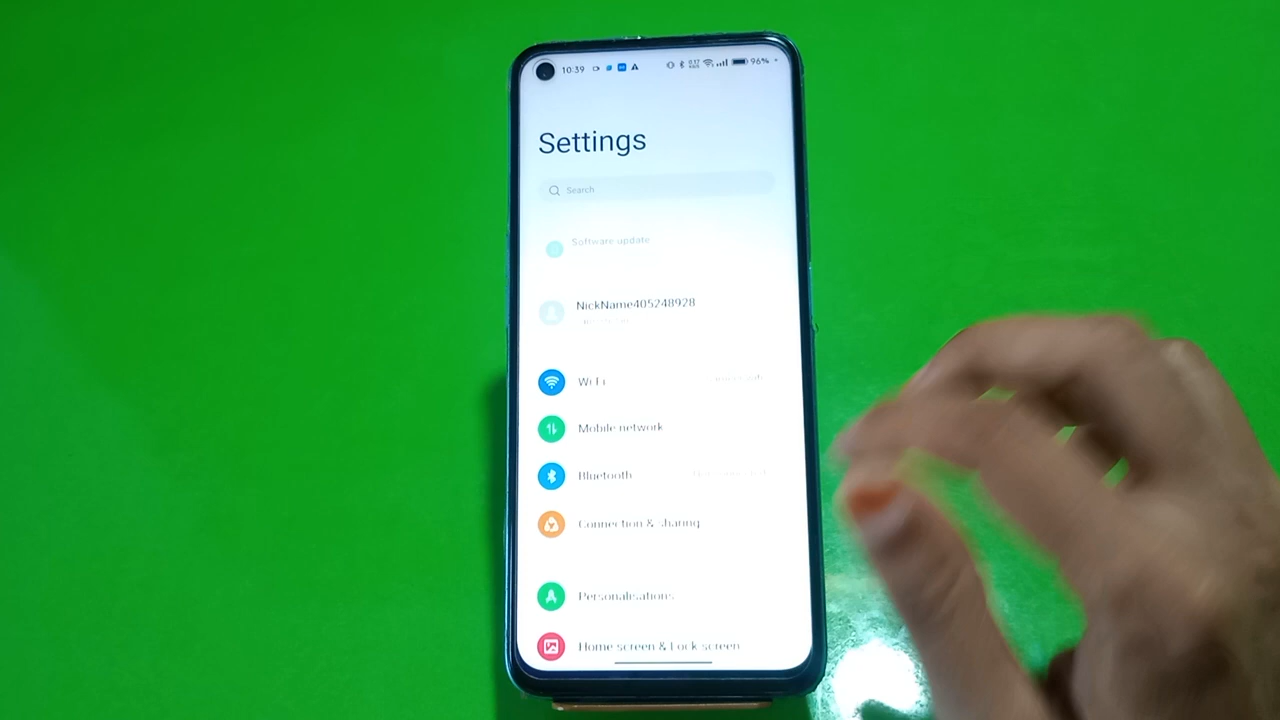 10:39
96%
Settings
Search
Software update
NickName405248928
Wi-Fi
Mobile network
Bluetooth
Connection & sharing
Personalisations
Home screen & Lock screen